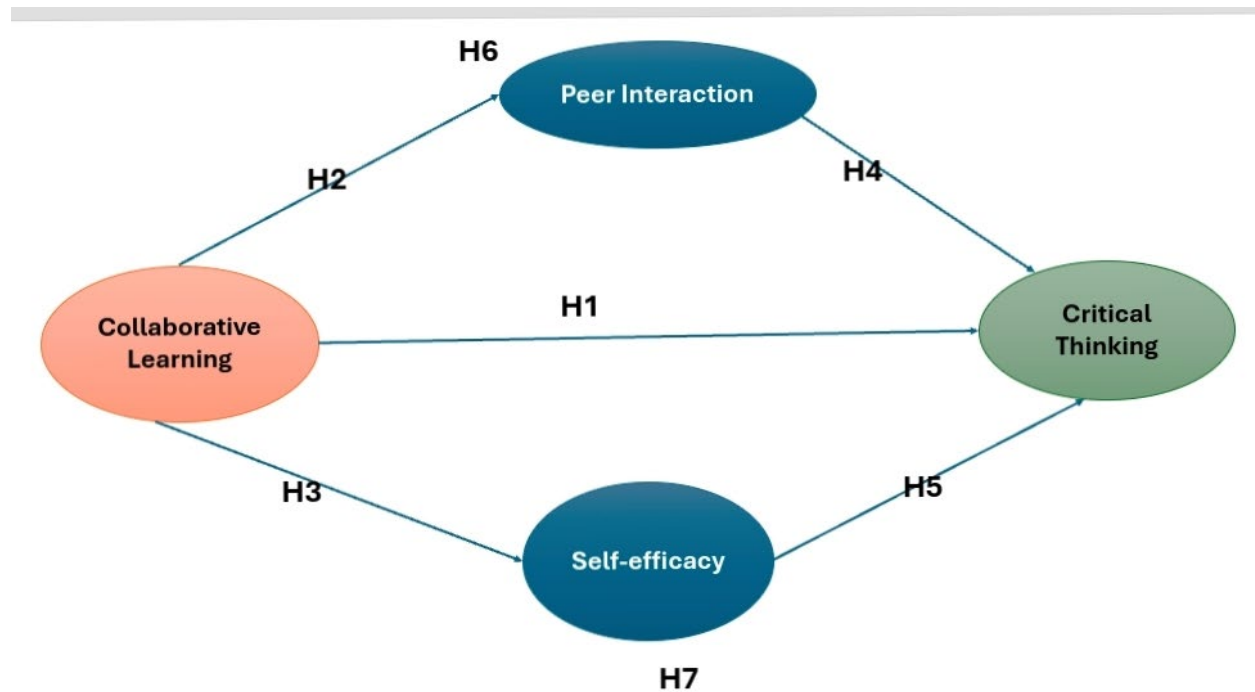 H6
Peer Interaction
H2
H4
H1
Collaborative
Learning
Critical
Thinking
H3
H5
Self-efficacy
H7